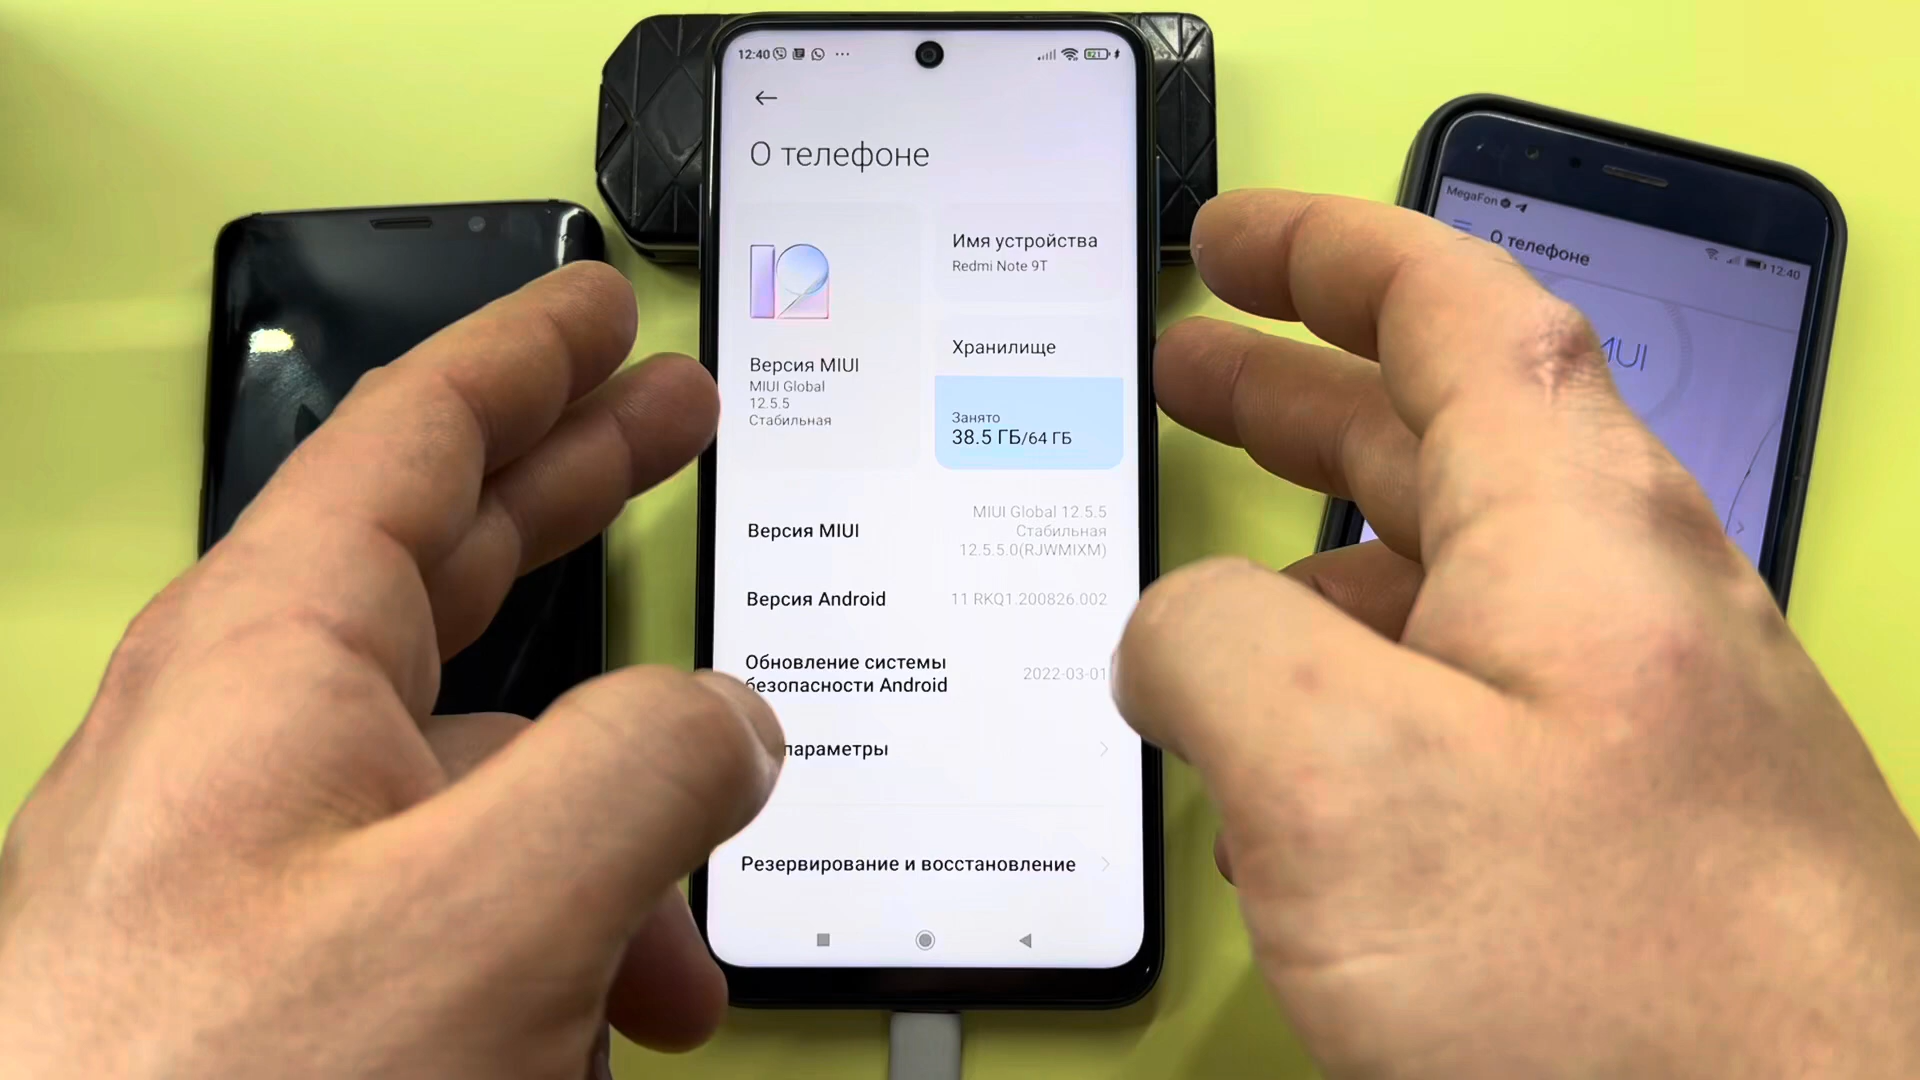 12:40
21
О телефоне
Имя устройства
Redmi Note 9T
12
Версия MIUI
MIUI Global
12.5.5
Стабильная
Хранилище
Занято
38.5 ГБ/64 ГБ
Версия MIUI
MIUI Global 12.5.5
Стабильная
12.5.5.0(RJWMIXM)
Версия Android
11 RKQ1.200826.002
Обновление системы
безопасности Android
2022-03-01
параметры
Резервирование и восстановление
MegaFon
12:40
О телефоне